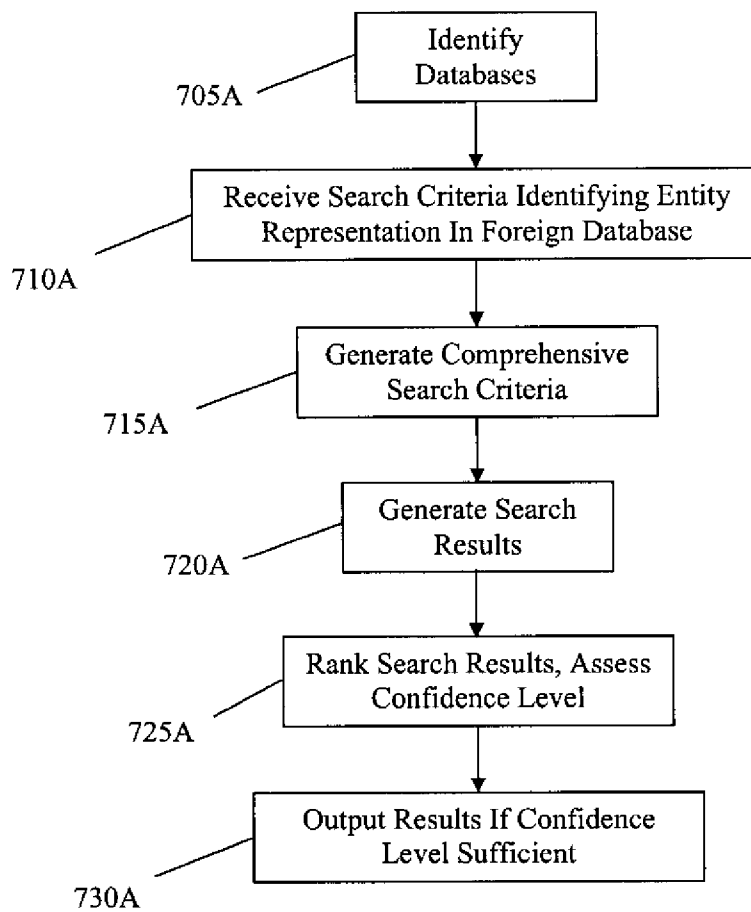 Identify
Databases
705A
Receive Search Criteria Identifying Entity
Representation In Foreign Database
710A
Generate Comprehensive
Search Criteria
715A
Generate Search
Results
720A
Rank Search Results, Assess
Confidence Level
725A
Output Results If Confidence
Level Sufficient
730A